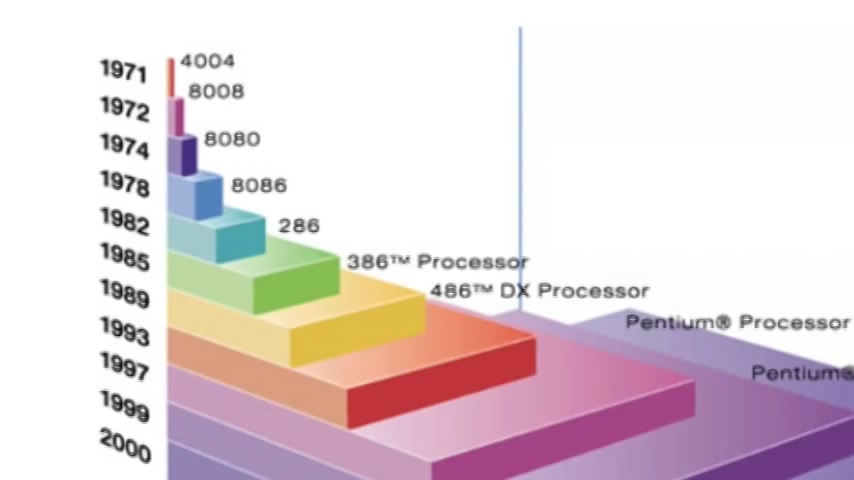 1971 4004
1972 8008
1974 8080
1978 8086
1982 286
1985 386™ Processor
1989 486™ DX Processor
1993 Pentium® Processor
1997 Pentium®
1999
2000